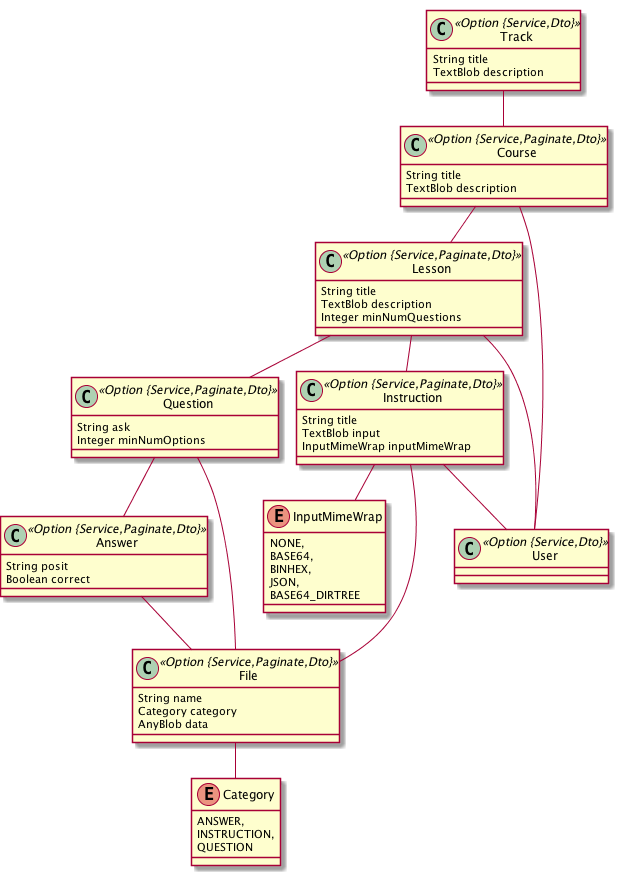 C «Option {Service,Dto}»
Track
String title
TextBlob description
C «Option {Service,Paginate,Dto}»
Course
String title
TextBlob description
C «Option {Service,Paginate,Dto}»
Lesson
String title
TextBlob description
Integer minNumQuestions
C «Option {Service,Paginate,Dto}»
Question
String ask
Integer minNumOptions
C «Option {Service,Paginate,Dto}»
Instruction
String title
TextBlob input
InputMimeWrap inputMimeWrap
C «Option {Service,Paginate,Dto}»
Answer
String posit
Boolean correct
E InputMimeWrap
NONE,
BASE64,
BINHEX,
JSON,
BASE64_DIRTREE
C «Option {Service,Dto}»
User
C «Option {Service,Paginate,Dto}»
File
String name
Category category
AnyBlob data
E Category
ANSWER,
INSTRUCTION,
QUESTION